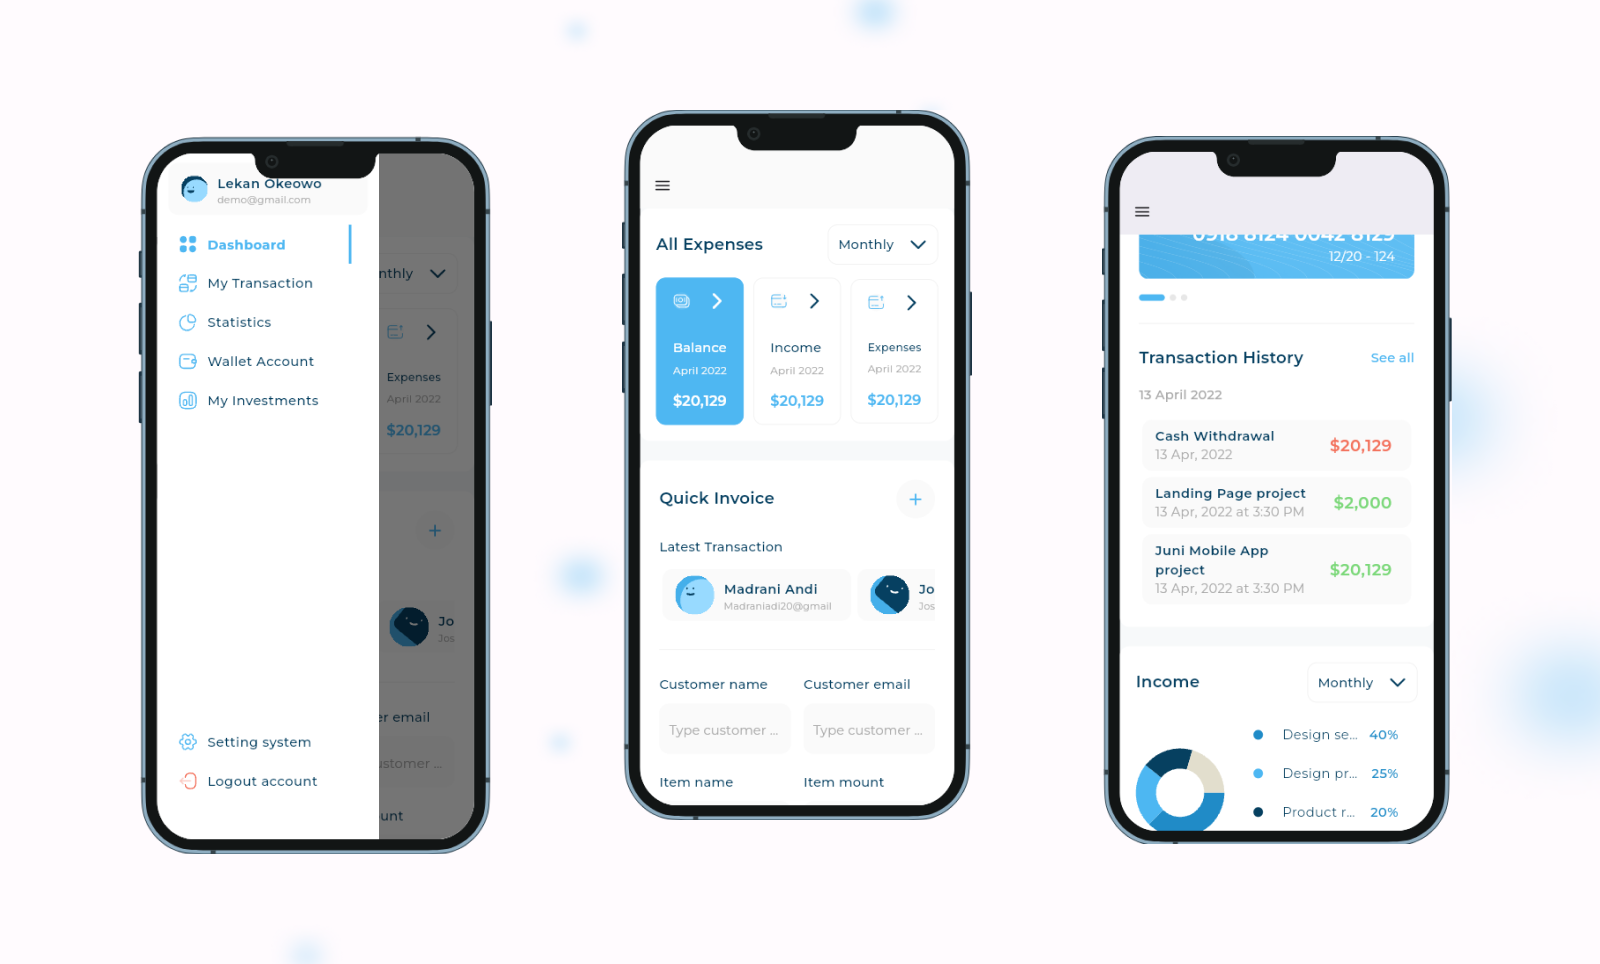 Lekan Okeowo
demo@gmail.com
Dashboard
My Transaction
Statistics
Wallet Account
My Investments
Setting system
Logout account
nthly
Expenses
April 2022
$20,129
+
Jo
Jos
er email
ustomer ...
unt
All Expenses
Monthly
Balance
April 2022
$20,129
Income
April 2022
$20,129
Expenses
April 2022
$20,129
Quick Invoice
+
Latest Transaction
Madrani Andi
Madraniadi20@gmail
Jo
Jos
Customer name
Customer email
Type customer ...
Type customer ...
Item name
Item mount
0918 8124 0042 8129
12/20 - 124
Transaction History
See all
13 April 2022
Cash Withdrawal
13 Apr, 2022
$20,129
Landing Page project
13 Apr, 2022 at 3:30 PM
$2,000
Juni Mobile App
project
13 Apr, 2022 at 3:30 PM
$20,129
Income
Monthly
Design se... 40%
Design pr... 25%
Product r... 20%